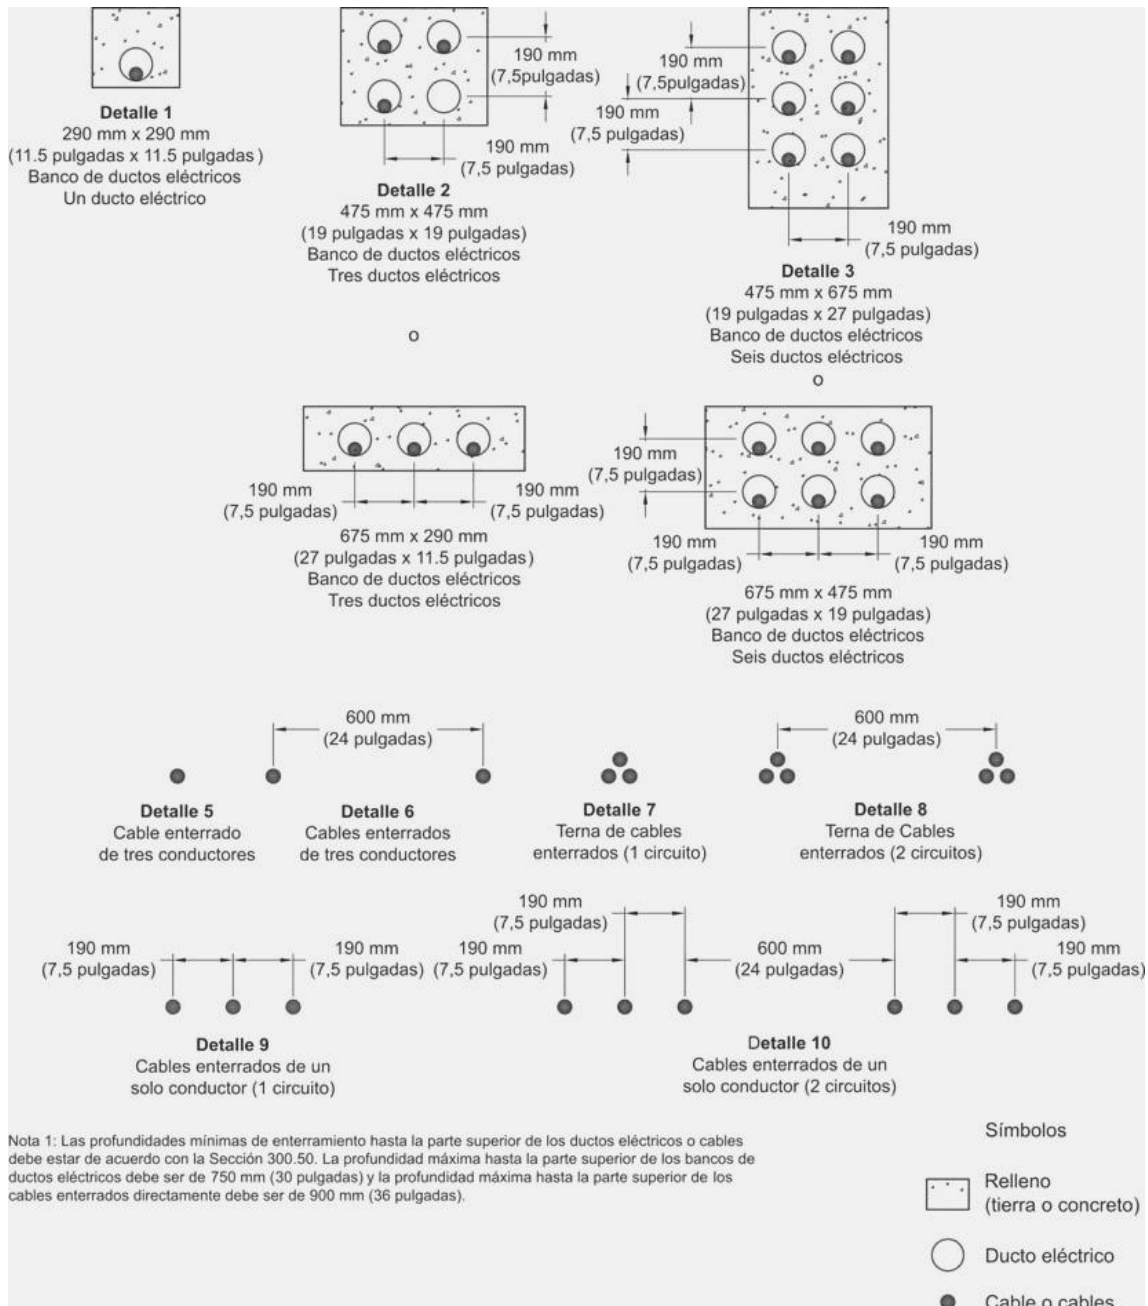 190 mm
(7,5pulgadas)
190 mm
(7,5 pulgadas)
Detalle 1
290 mm x 290 mm
(11.5 pulgadas x 11.5 pulgadas)
Banco de ductos eléctricos
Un ducto eléctrico
Detalle 2
475 mm x 475 mm
(19 pulgadas x 19 pulgadas)
Banco de ductos eléctricos
Tres ductos eléctricos
190 mm
(7,5pulgadas)
190 mm
(7,5 pulgadas)
190 mm
(7,5 pulgadas)
Detalle 3
475 mm x 675 mm
(19 pulgadas x 27 pulgadas)
Banco de ductos eléctricos
Seis ductos eléctricos
o
o
190 mm
(7,5 pulgadas)
190 mm
(7,5 pulgadas)
675 mm x 290 mm
(27 pulgadas x 11.5 pulgadas)
Banco de ductos eléctricos
Tres ductos eléctricos
190 mm
(7,5 pulgadas)
190 mm
(7,5 pulgadas)
190 mm
(7,5 pulgadas)
675 mm x 475 mm
(27 pulgadas x 19 pulgadas)
Banco de ductos eléctricos
Seis ductos eléctricos
600 mm
(24 pulgadas)
600 mm
(24 pulgadas)
Detalle 5
Cable enterrado
de tres conductores
Detalle 6
Cables enterrados
de tres conductores
Detalle 7
Terna de cables
enterrados (1 circuito)
Detalle 8
Terna de Cables
enterrados (2 circuitos)
190 mm
(7,5 pulgadas)
190 mm
(7,5 pulgadas)
Detalle 9
Cables enterrados de un
solo conductor (1 circuito)
190 mm
(7,5 pulgadas)
190 mm
(7,5 pulgadas)
600 mm
(24 pulgadas)
190 mm
(7,5 pulgadas)
190 mm
(7,5 pulgadas)
Detalle 10
Cables enterrados de un
solo conductor (2 circuitos)
Nota 1: Las profundidades mínimas de enterramiento hasta la parte superior de los ductos eléctricos o cables
debe estar de acuerdo con la Sección 300.50. La profundidad máxima hasta la parte superior de los bancos de
ductos eléctricos debe ser de 750 mm (30 pulgadas) y la profundidad máxima hasta la parte superior de los
cables enterrados directamente debe ser de 900 mm (36 pulgadas).
Símbolos
Relleno
(tierra o concreto)
Ducto eléctrico
Cable o cables